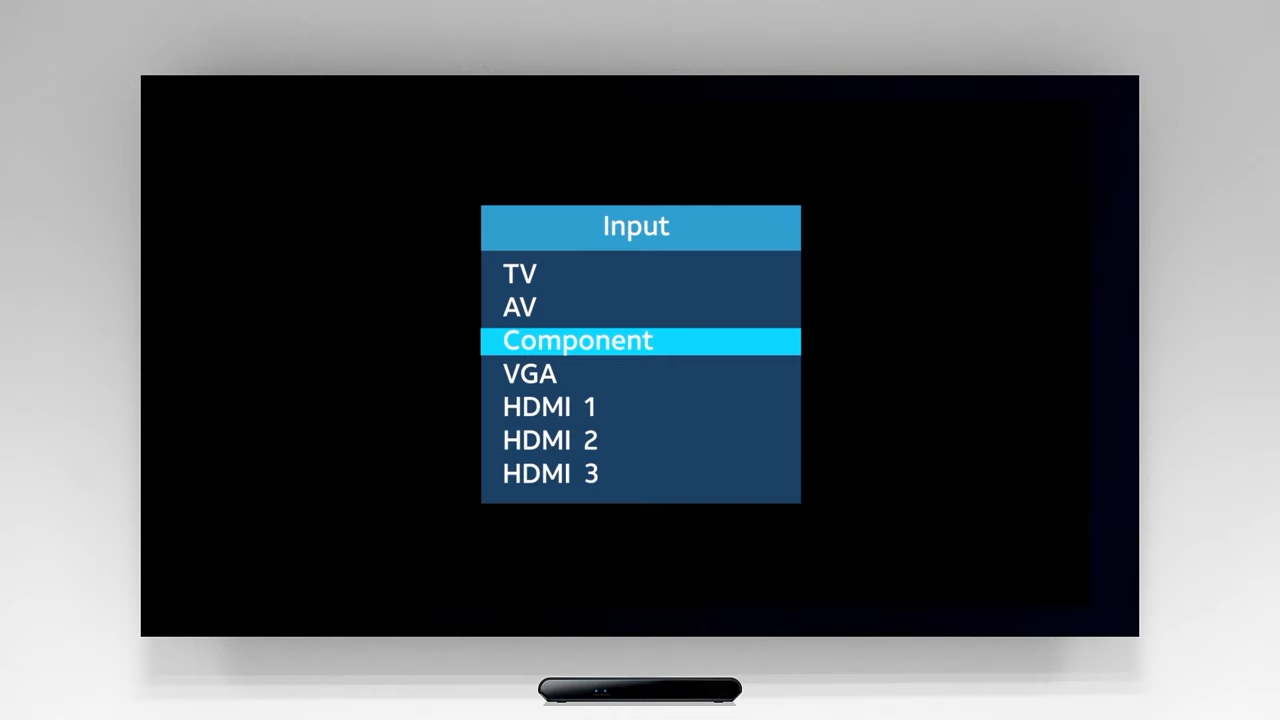 Input
TV
AV
Component
VGA
HDMI 1
HDMI 2
HDMI 3